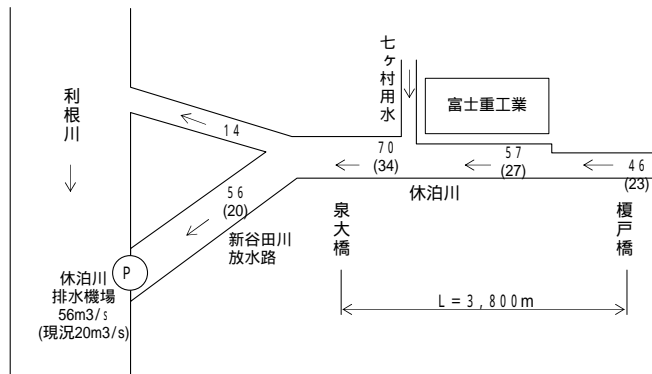 利根川
七ヶ村用水
富士重工業
14
70
(34)
57
(27)
46
(23)
休泊川
56
(20)
新谷田川
放水路
泉大橋
榎戸橋
P
休泊川
排水機場
56m3/s
(現況20m3/s)
L=3,800m